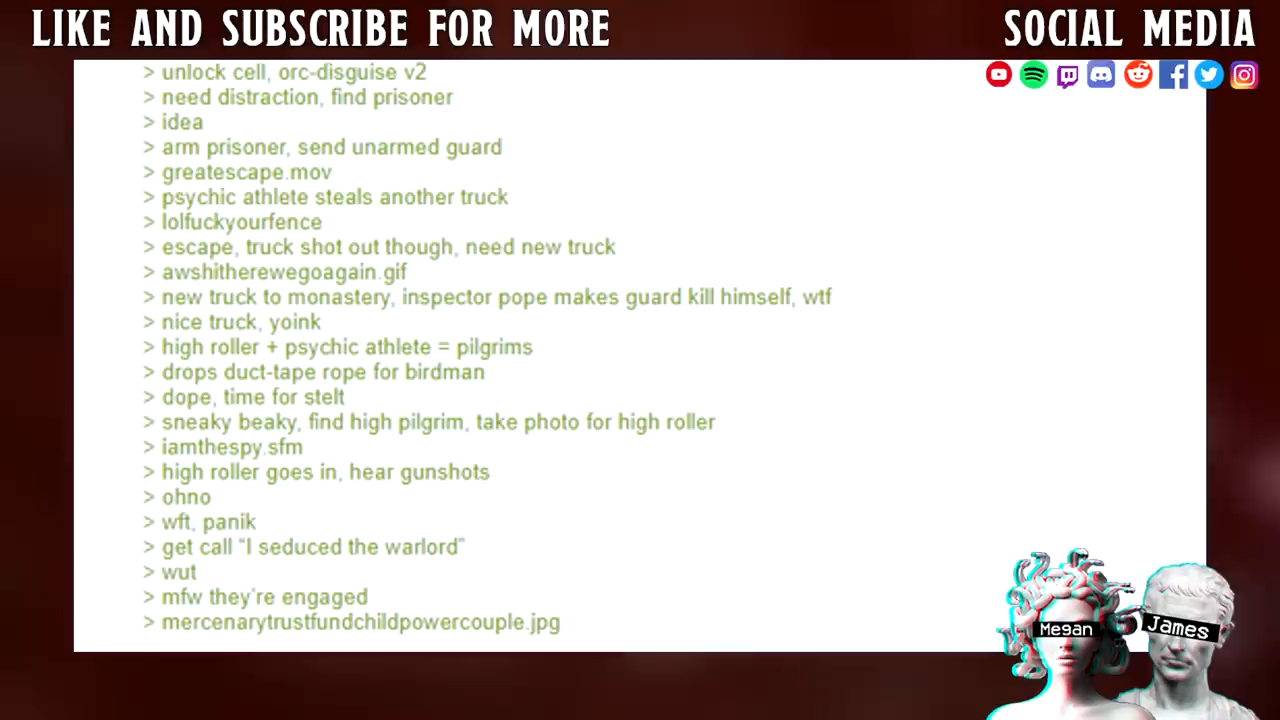 LIKE AND SUBSCRIBE FOR MORE
SOCIAL MEDIA
> unlock cell, orc-disguise v2
> need distraction, find prisoner
> idea
> arm prisoner, send unarmed guard
> greatescape.mov
> psychic athlete steals another truck
> lolfuckyourfence
> escape, truck shot out though, need new truck
> awshitherewegoagain.gif
> new truck to monastery, inspector pope makes guard kill himself, wtf
> nice truck, yoink
> high roller + psychic athlete = pilgrims
> drops duct-tape rope for birdman
> dope, time for stelt
> sneaky beaky, find high pilgrim, take photo for high roller
> iamthespy.sfm
> high roller goes in, hear gunshots
> ohno
> wft, panik
> get call “I seduced the warlord”
> wut
> mfw they're engaged
> mercenarytrustfundchildpowercouple.jpg
Megan
James